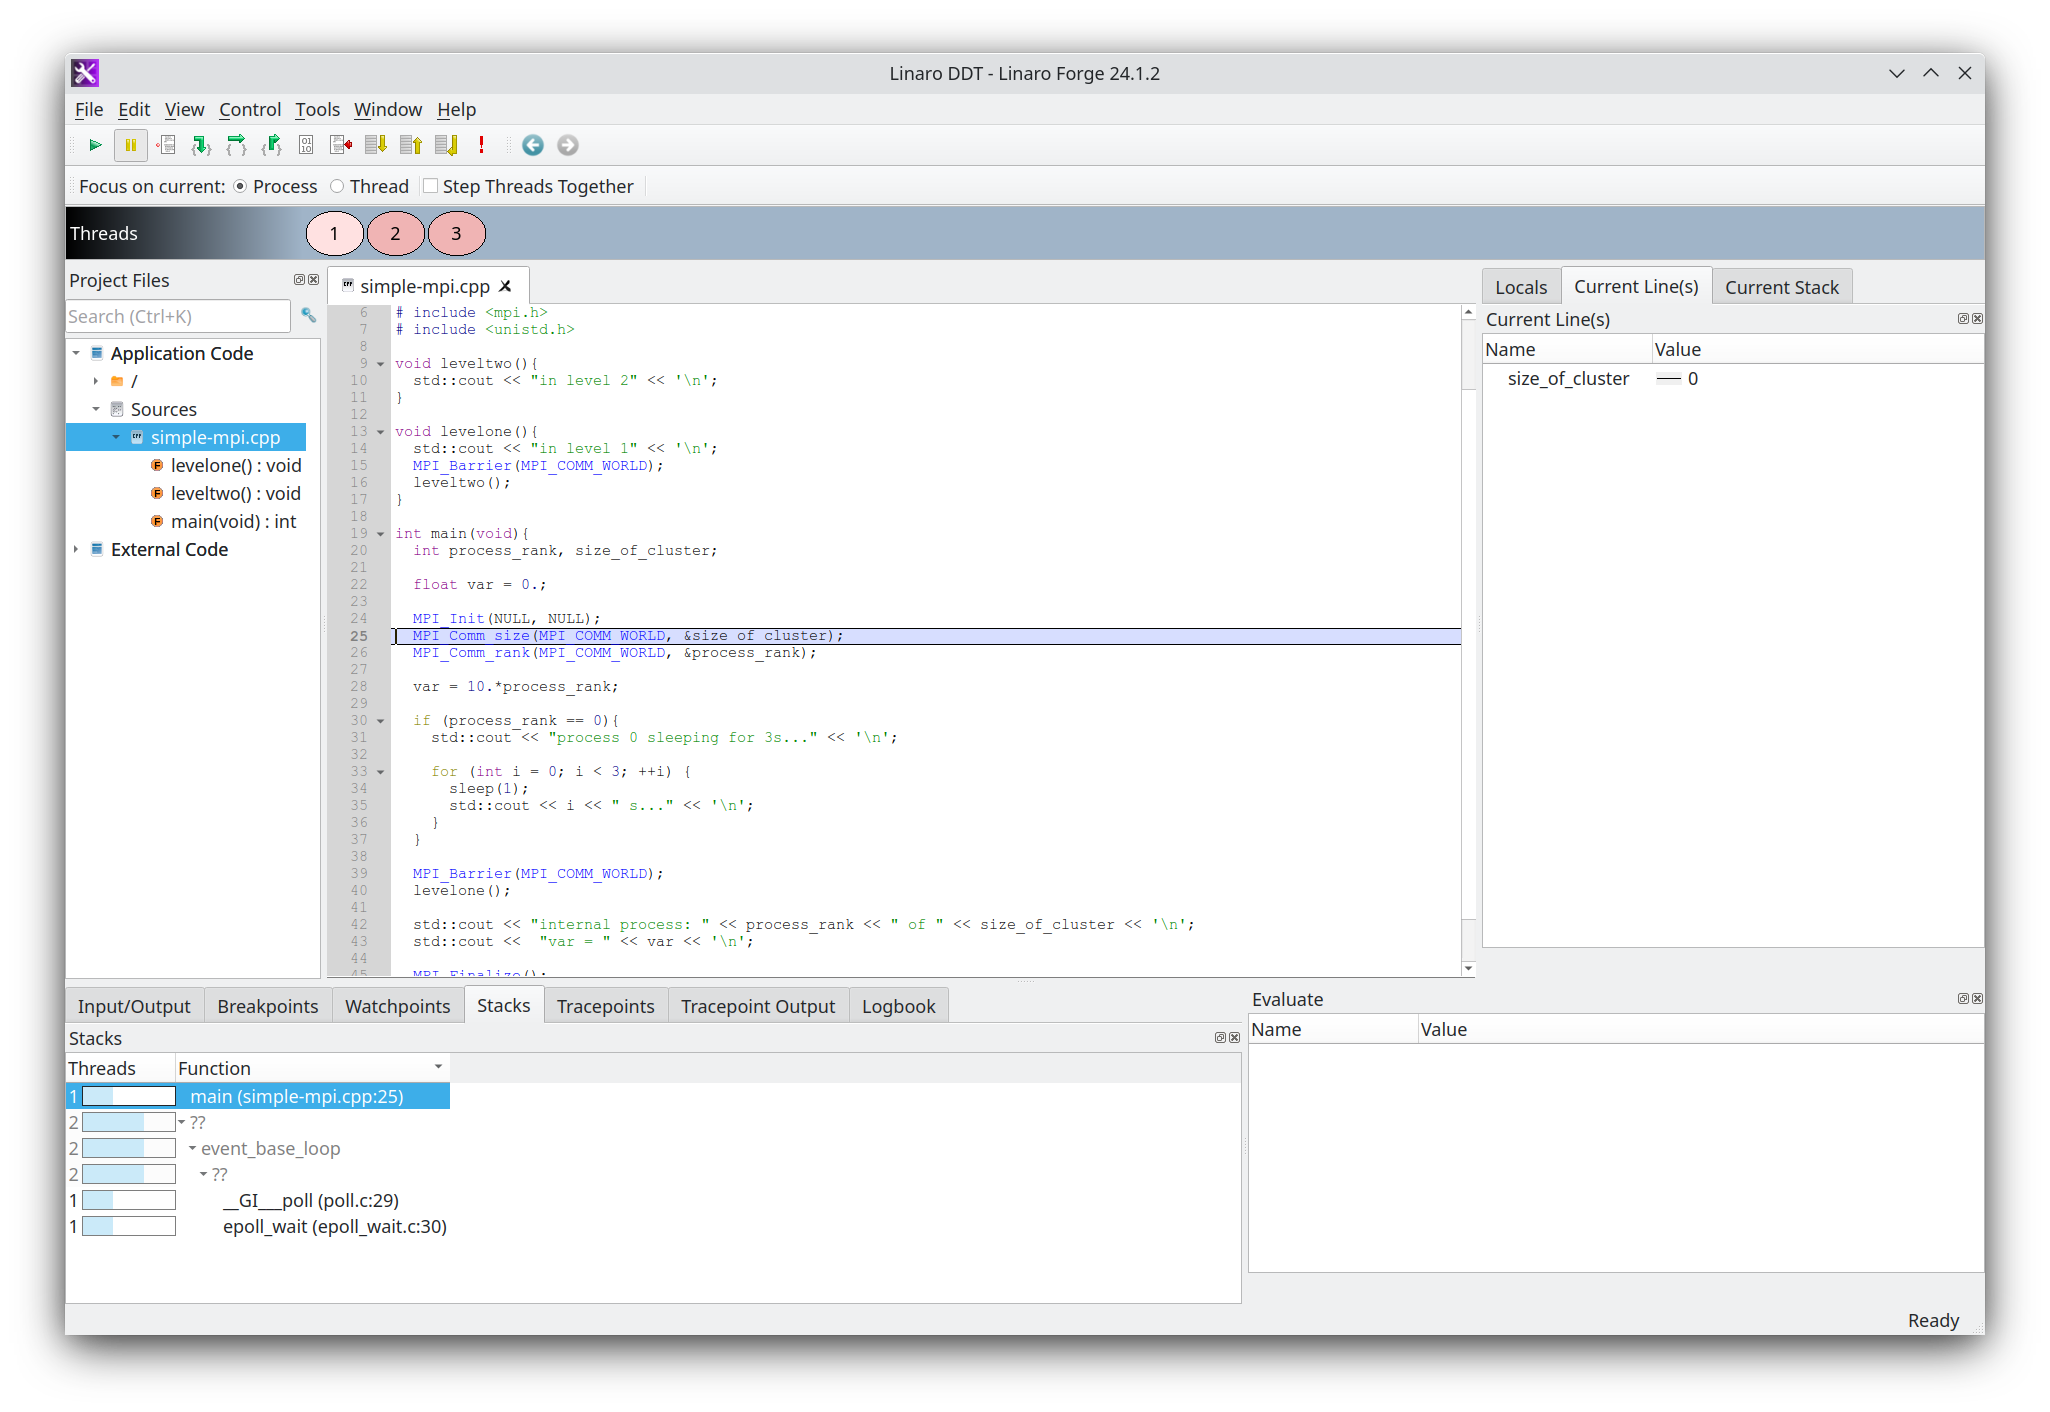 Linaro DDT - Linaro Forge 24.1.2
File Edit View Control Tools Window Help
Focus on current: Process Thread Step Threads Together
Threads 1 2 3
Project Files
Search (Ctrl+K)
Application Code
/
Sources
simple-mpi.cpp
levelone() : void
leveltwo() : void
main(void) : int
External Code
simple-mpi.cpp
6 # include <mpi.h>
7 # include <unistd.h>
8
9 void leveltwo(){
10 std::cout << "in level 2" << '\n';
11 }
12
13 void levelone(){
14 std::cout << "in level 1" << '\n';
15 MPI_Barrier(MPI_COMM_WORLD);
16 leveltwo();
17 }
18
19 int main(void){
20 int process_rank, size_of_cluster;
21
22 float var = 0.;
23
24 MPI_Init(NULL, NULL);
25 MPI_Comm_size(MPI_COMM_WORLD, &size_of_cluster);
26 MPI_Comm_rank(MPI_COMM_WORLD, &process_rank);
27
28 var = 10.*process_rank;
29
30 if (process_rank == 0){
31 std::cout << "process 0 sleeping for 3s..." << '\n';
32
33 for (int i = 0; i < 3; ++i) {
34 sleep(1);
35 std::cout << i << " s..." << '\n';
36 }
37 }
38
39 MPI_Barrier(MPI_COMM_WORLD);
40 levelone();
41
42 std::cout << "internal process: " << process_rank << " of " << size_of_cluster << '\n';
43 std::cout << "var = " << var << '\n';
44
45 MPI_Finalize();
Locals Current Line(s) Current Stack
Current Line(s)
Name Value
size_of_cluster 0
Input/Output Breakpoints Watchpoints Stacks Tracepoints Tracepoint Output Logbook
Stacks
Threads Function
1 main (simple-mpi.cpp:25)
2 ??
2 event_base_loop
2 ??
1 __GI___poll (poll.c:29)
1 epoll_wait (epoll_wait.c:30)
Evaluate
Name Value
Ready